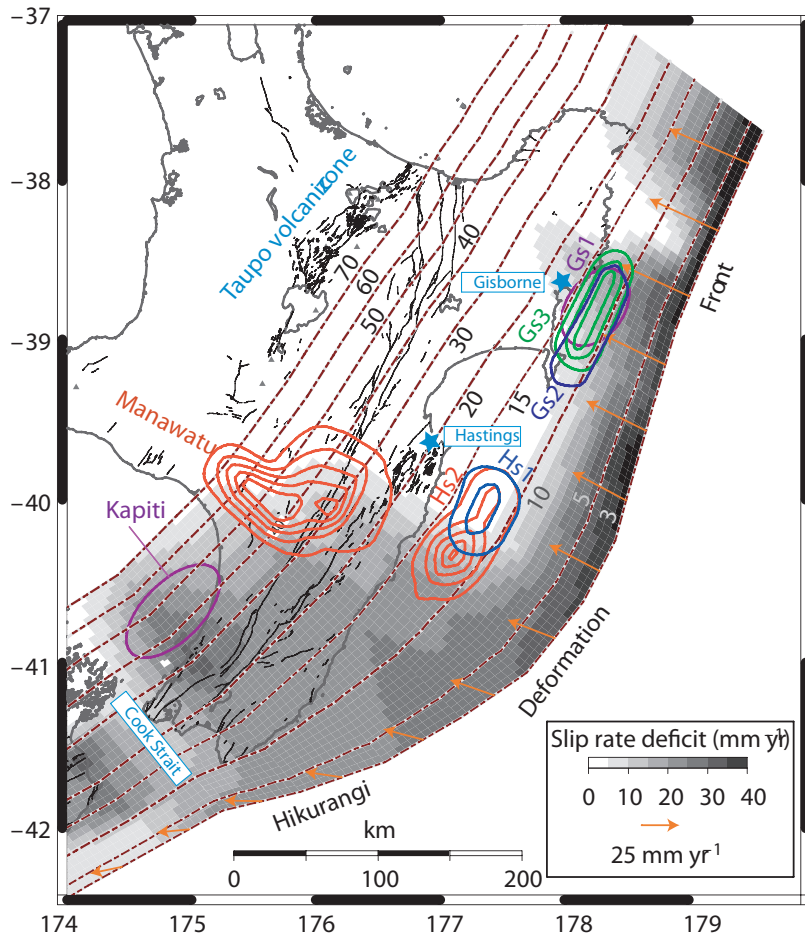 −37
−38
−39
−40
−41
−42
174
175
176
177
178
179
Taupo volcanic zone
70
60
50
40
30
20
15
10
5
3
Gisborne
Gs1
Gs3
Gs2
Front
Manawatu
Hastings
Hs2
Hs1
Kapiti
Cook Strait
Deformation
Hikurangi
km
0
100
200
Slip rate deficit (mm yr⁻¹)
0 10 20 30 40
25 mm yr⁻¹